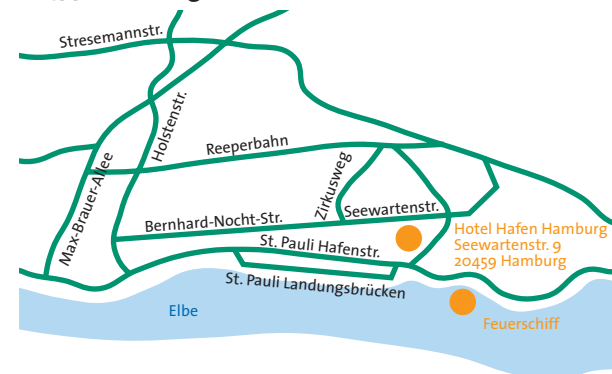 Stresemannstr.
Holstenstr.
Reeperbahn
Max-Brauer-Allee
Zirkusweg
Seewartenstr.
Bernhard-Nocht-Str.
St. Pauli Hafenstr.
Hotel Hafen Hamburg
Seewartenstr. 9
20459 Hamburg
St. Pauli Landungsbrücken
Elbe
Feuerschiff